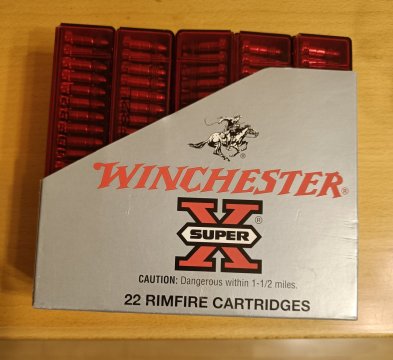 WINCHESTER®
SUPER X®
CAUTION: Dangerous within 1-1/2 miles.
22 RIMFIRE CARTRIDGES